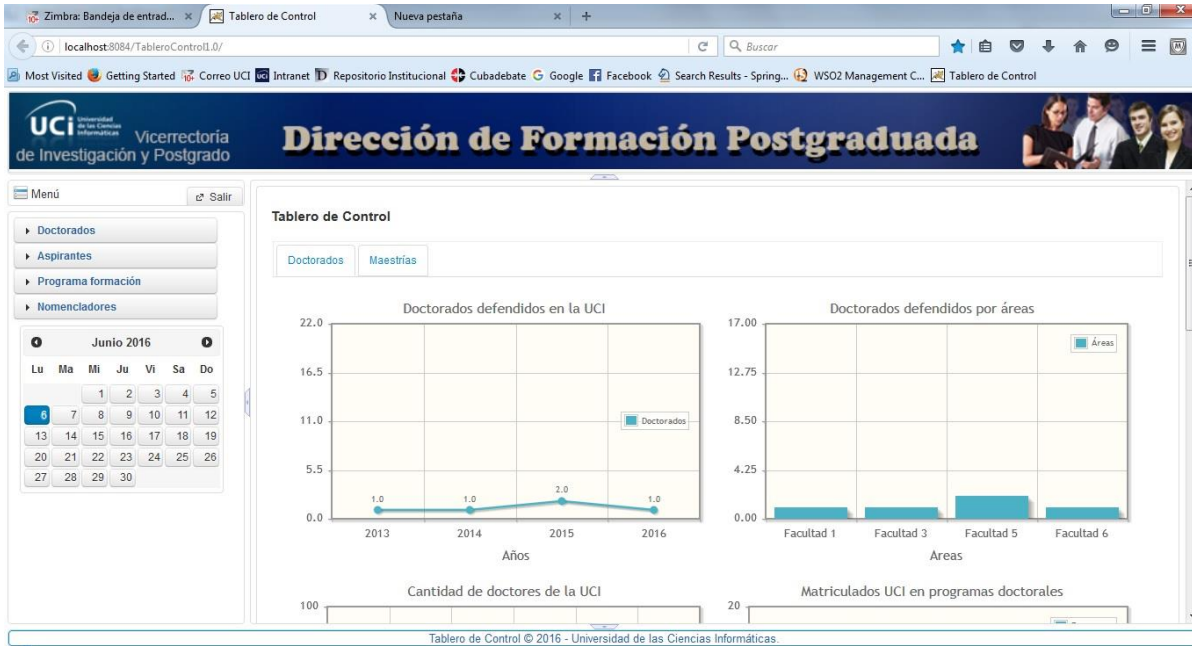 Zimbra: Bandeja de entrad...
Tablero de Control
Nueva pestaña
localhost:8084/TableroControl1.0/
Buscar
Most Visited Getting Started Correo UCI Intranet Repositorio Institucional Cubadebate Google Facebook Search Results - Spring... WSO2 Management C... Tablero de Control
UCi Universidad de las Ciencias Informáticas
Vicerrectoría
de Investigación y Postgrado
Dirección de Formación Postgraduada
Menú
Salir
Doctorados
Aspirantes
Programa formación
Nomencladores
Junio 2016
Lu Ma Mi Ju Vi Sa Do
1 2 3 4 5
6 7 8 9 10 11 12
13 14 15 16 17 18 19
20 21 22 23 24 25 26
27 28 29 30
Tablero de Control
Doctorados Maestrías
Doctorados defendidos en la UCI
22.0
16.5
11.0
5.5
0.0
Doctorados
1.0 1.0 2.0 1.0
2013 2014 2015 2016
Años
Doctorados defendidos por áreas
17.00
12.75
8.50
4.25
0.00
Áreas
Facultad 1 Facultad 3 Facultad 5 Facultad 6
Areas
Cantidad de doctores de la UCI
100
Matriculados UCI en programas doctorales
20
Tablero de Control © 2016 - Universidad de las Ciencias Informáticas.